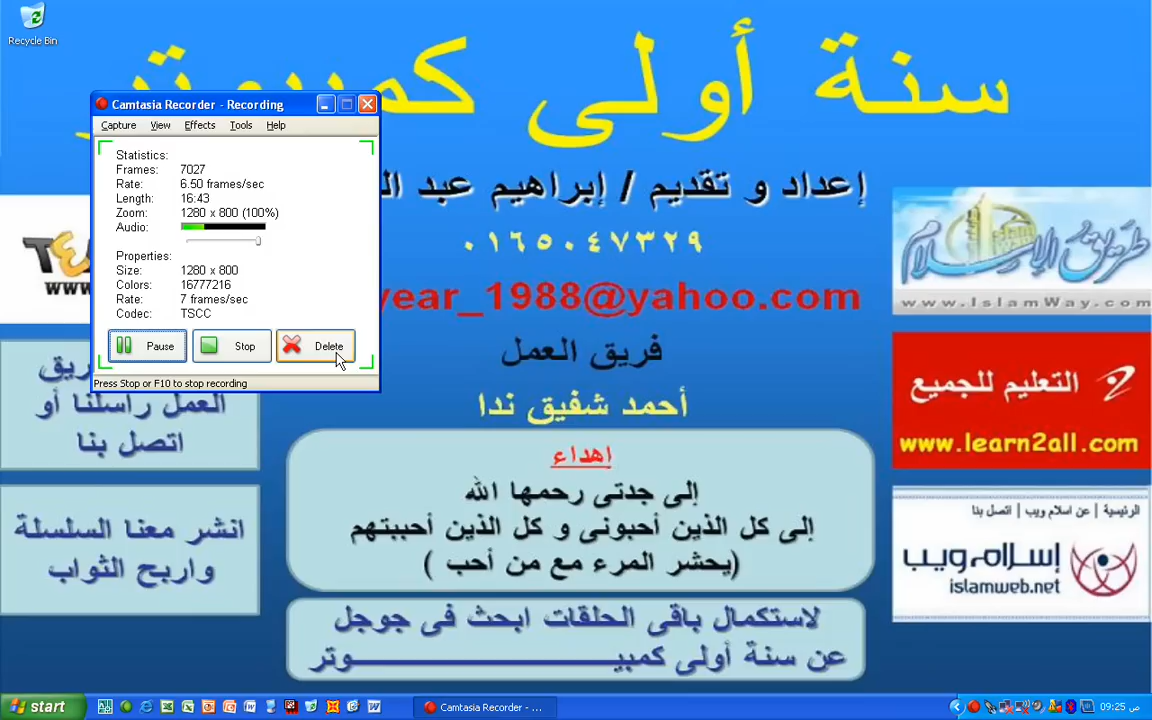 Recycle Bin
سنة أولى كمبيوتر
Camtasia Recorder - Recording
Capture View Effects Tools Help
Statistics:
Frames: 7027
Rate: 6.50 frames/sec
Length: 16:43
Zoom: 1280 x 800 (100%)
Audio:
Properties:
Size: 1280 x 800
Colors: 16777216
Rate: 7 frames/sec
Codec: TSCC
Pause Stop Delete
Press Stop or F10 to stop recording
إعداد و تقديم / إبراهيم عبد
٠١٦٥٠٤٧٣٢٩
year_1988@yahoo.com
فريق العمل
أحمد شفيق ندا
إهداء
إلى جدتى رحمها الله
إلى كل الذين أحبونى و كل الذين أحببتهم
(يحشر المرء مع من أحب )
لاستكمال باقى الحلقات ابحث فى جوجل
عن سنة أولى كمبيـــــــــــــــــوتر
www.
العمل راسلنا أو
اتصل بنا
انشر معنا السلسلة
واربح الثواب
طريق الإسلام
www.IslamWay.com
التعليم للجميع
www.learn2all.com
الرئيسية | عن اسلام ويب | اتصل بنا
إسلام ويب
islamweb.net
start
Camtasia Recorder - ...
09:25 ص